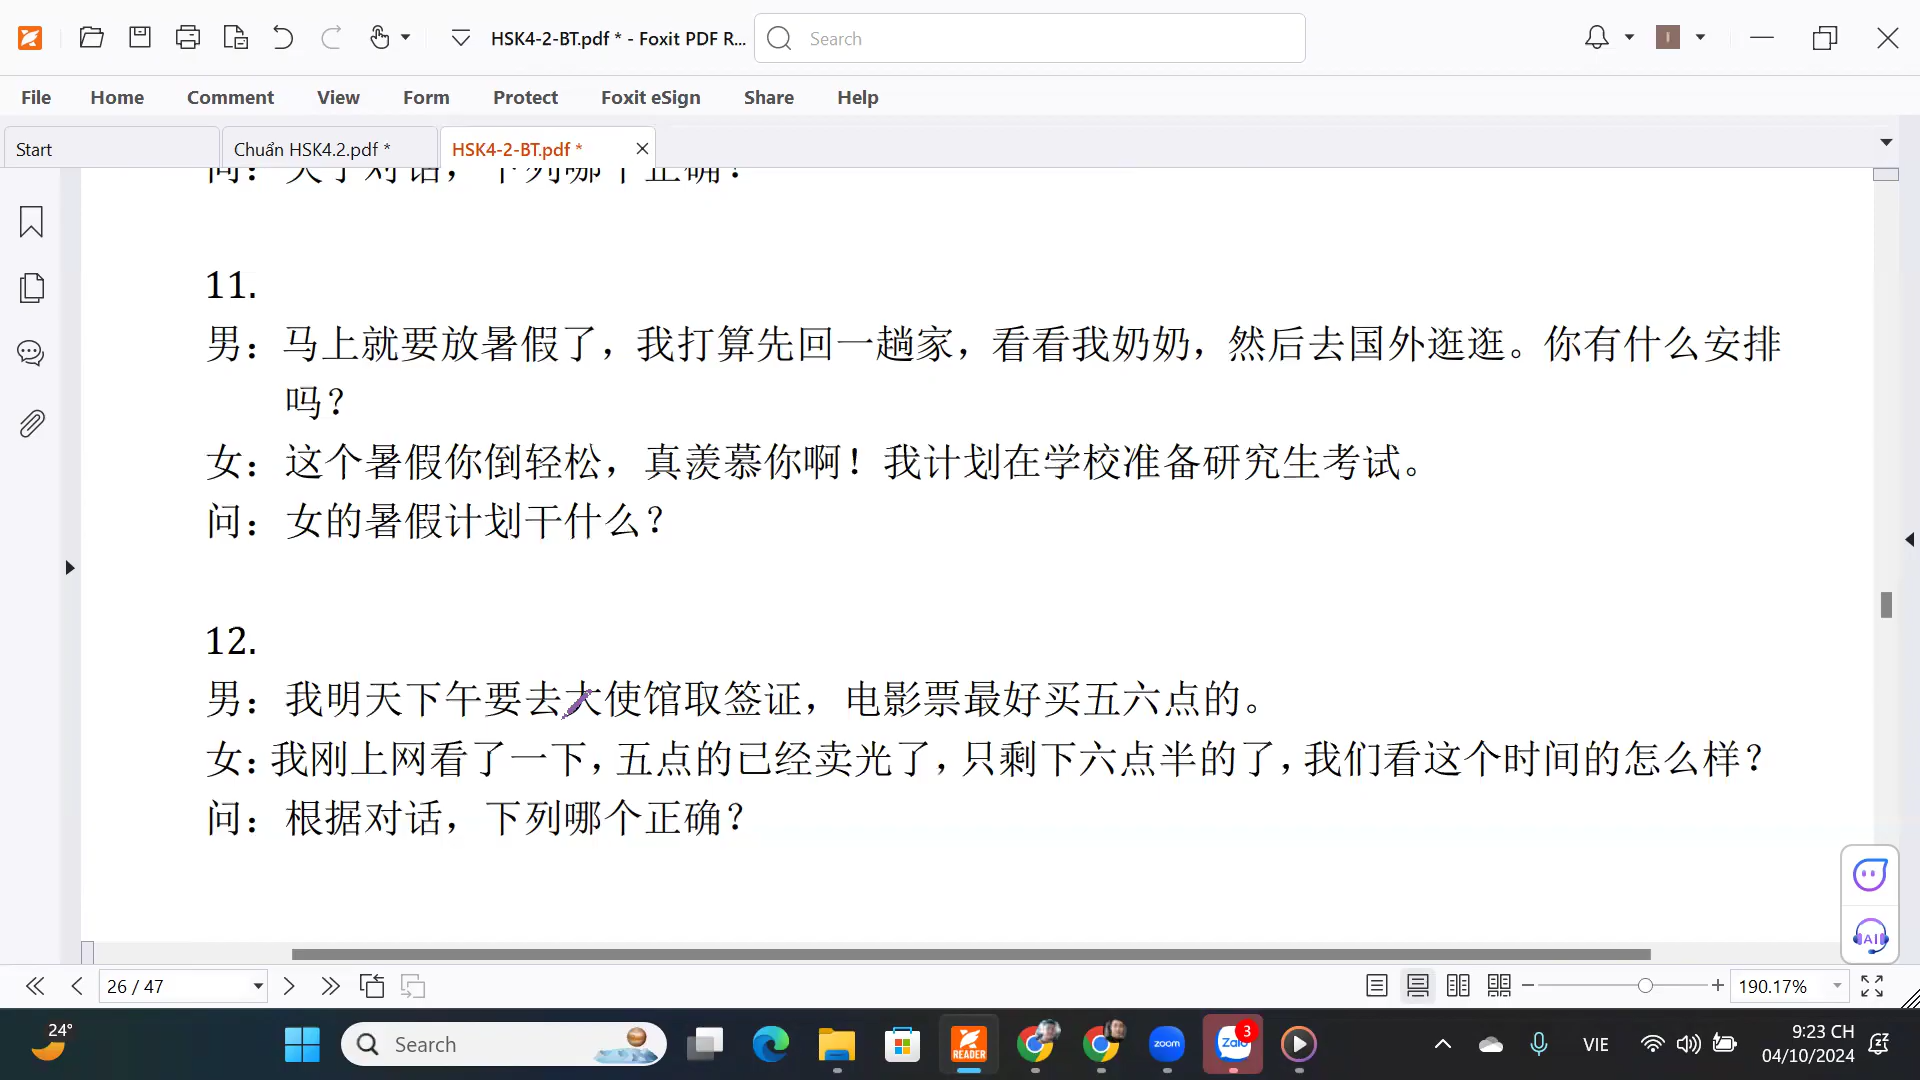 HSK4-2-BT.pdf * - Foxit PDF R...
Search
I
File Home Comment View Form Protect Foxit eSign Share Help
Start
Chuẩn HSK4.2.pdf *
HSK4-2-BT.pdf *
11.
男：马上就要放暑假了，我打算先回一趟家，看看我奶奶，然后去国外逛逛。你有什么安排
吗？
女：这个暑假你倒轻松，真羡慕你啊！我计划在学校准备研究生考试。
问：女的暑假计划干什么？
12.
男：我明天下午要去大使馆取签证，电影票最好买五六点的。
女：我刚上网看了一下，五点的已经卖光了，只剩下六点半的了，我们看这个时间的怎么样？
问：根据对话，下列哪个正确？
AI
26 / 47
190.17%
24°
Search
READER
zoom
Zalo
3
VIE
9:23 CH
04/10/2024